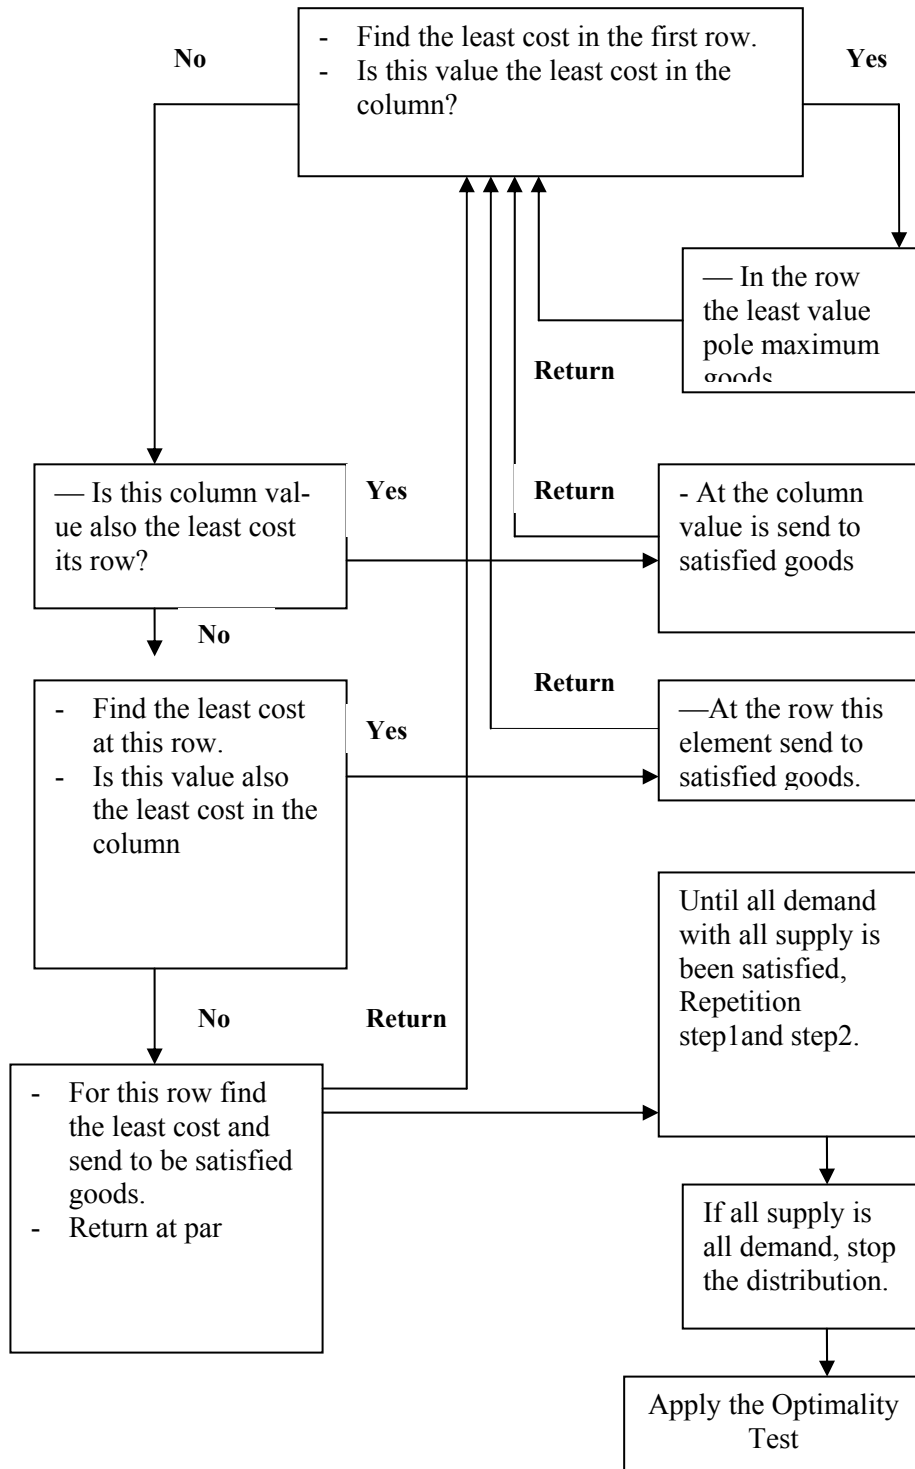 No
- Find the least cost in the first row.
- Is this value the least cost in the
column?
Yes
— In the row
the least value
pole maximum
goods
Return
— Is this column val-
ue also the least cost
its row?
Yes
Return
- At the column
value is send to
satisfied goods
No
Return
- Find the least cost
at this row.
- Is this value also
the least cost in the
column
Yes
—At the row this
element send to
satisfied goods.
Until all demand
with all supply is
been satisfied,
Repetition
step1and step2.
No
Return
- For this row find
the least cost and
send to be satisfied
goods.
- Return at par
If all supply is
all demand, stop
the distribution.
Apply the Optimality
Test